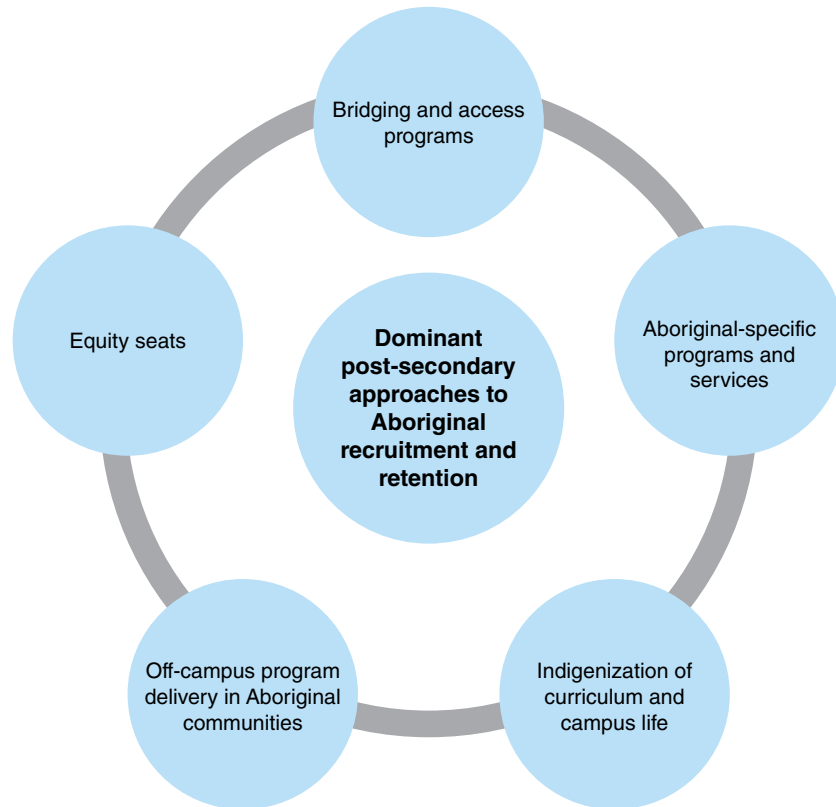 Bridging and access
programs
Aboriginal-specific
programs and
services
Indigenization of
curriculum and
campus life
Off-campus program
delivery in Aboriginal
communities
Equity seats
Dominant
post-secondary
approaches to
Aboriginal
recruitment and
retention